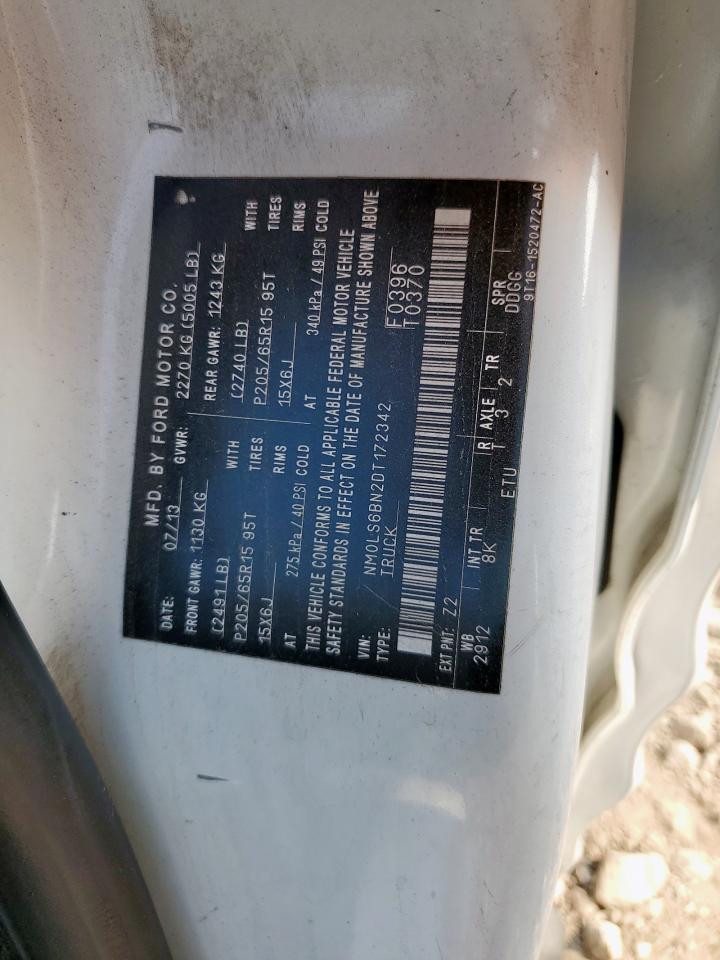 MFD. BY FORD MOTOR CO.
DATE: 07/13 GVWR: 2270 KG (5005 LB)
FRONT GAWR: 1130 KG REAR GAWR: 1243 KG
(2491LB) WITH (2740 LB) WITH
P205/65R15 95T TIRES P205/65R15 95T TIRES
15X6J RIMS 15X6J RIMS
AT 275 kPa / 40 PSI COLD AT 340 kPa / 49 PSI COLD
THIS VEHICLE CONFORMS TO ALL APPLICABLE FEDERAL MOTOR VEHICLE
SAFETY STANDARDS IN EFFECT ON THE DATE OF MANUFACTURE SHOWN ABOVE.
VIN: NM0LS6BN2DT172342
TYPE: TRUCK F0396
T0370
EXT PNT: Z2
WB INT TR R AXLE TR SPR
2912 8K T 3 2 DDGG
ETU 9T16-1520472-AC